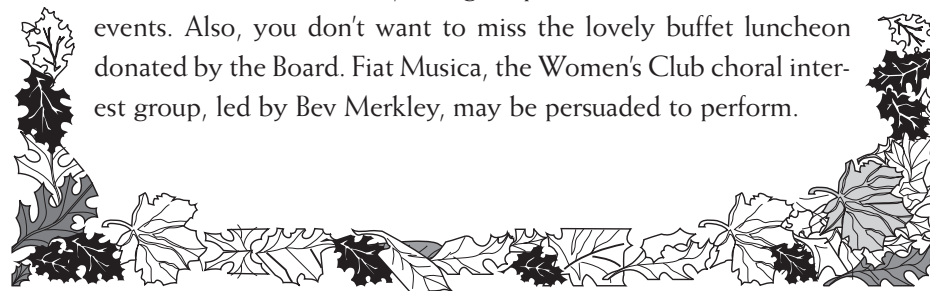 events. Also, you don’t want to miss the lovely buffet luncheon
donated by the Board. Fiat Musica, the Women’s Club choral inter-
est group, led by Bev Merkley, may be persuaded to perform.